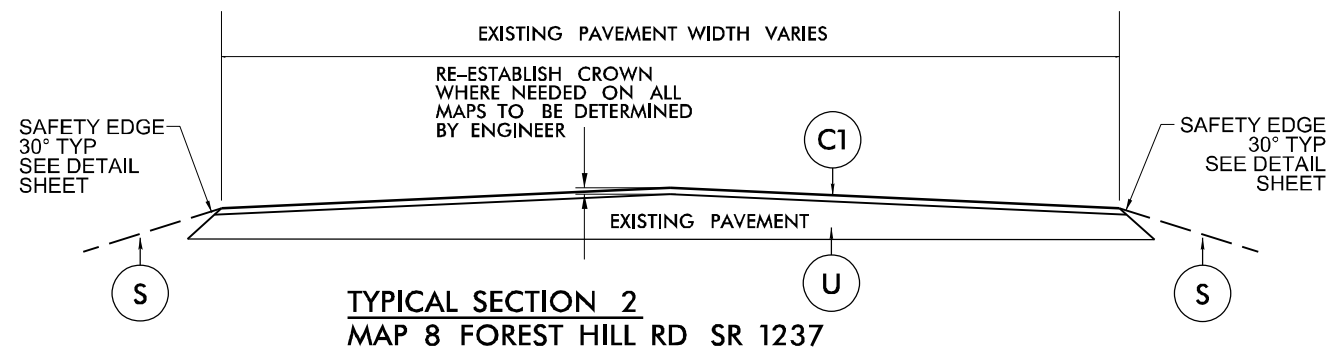 EXISTING PAVEMENT WIDTH VARIES
RE-ESTABLISH CROWN
WHERE NEEDED ON ALL
MAPS TO BE DETERMINED
BY ENGINEER
SAFETY EDGE
30° TYP
SEE DETAIL
SHEET
C1
SAFETY EDGE
30° TYP
SEE DETAIL
SHEET
EXISTING PAVEMENT
S
U
S
TYPICAL SECTION 2
MAP 8 FOREST HILL RD SR 1237